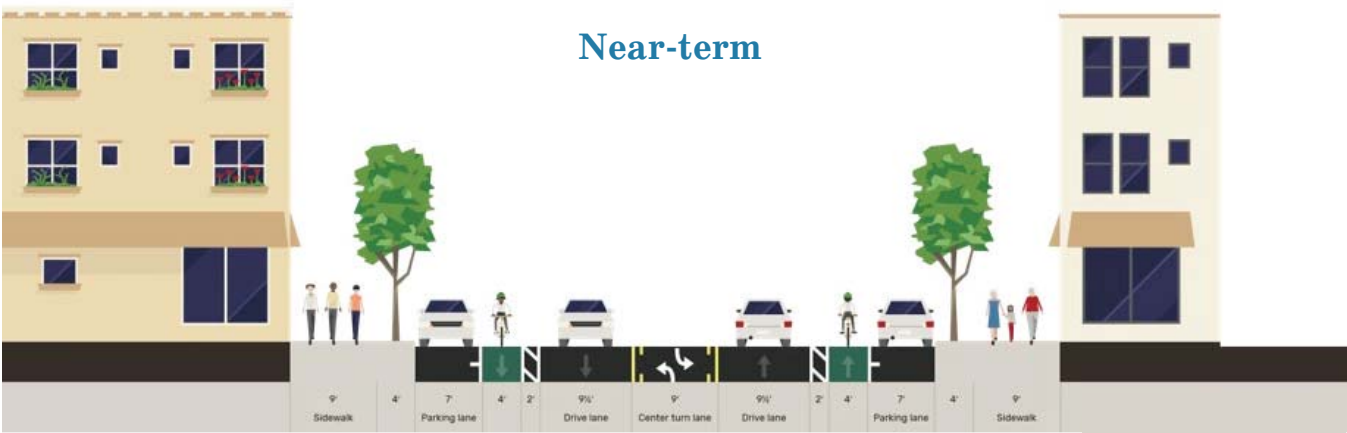 Near-term
9' 4' 7' 4' 2' 9½' 9' 9½' 2' 4' 7' 4' 9'
Sidewalk Parking lane Drive lane Center turn lane Drive lane Parking lane Sidewalk